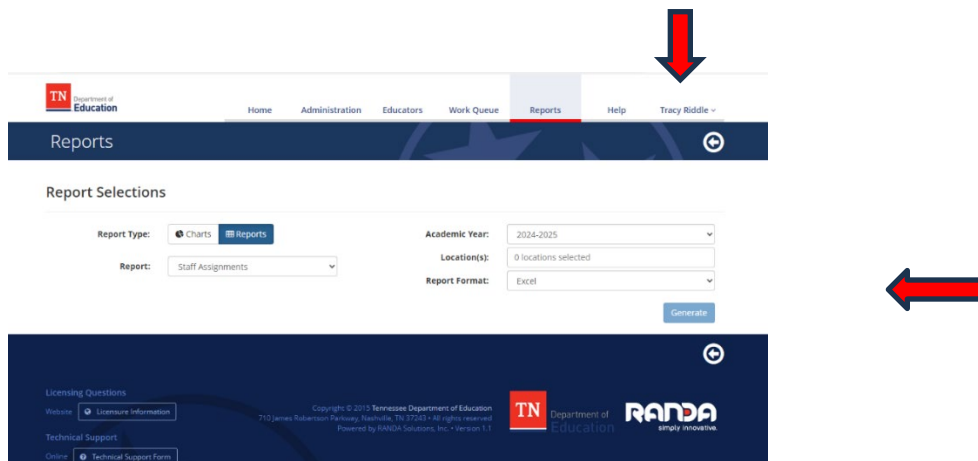 TN
Department of
Education
Home Administration Educators Work Queue Reports Help Tracy Riddle
Reports
Report Selections
Report Type: Charts Reports
Academic Year: 2024-2025
Location(s): 0 locations selected
Report: Staff Assignments
Report Format: Excel
Generate
Licensing Questions
Website Licensure Information
Copyright © 2015 Tennessee Department of Education
710 James Robertson Parkway, Nashville, TN 37243 • All rights reserved
Powered by RANDA Solutions, Inc. • Version 1.1
TN Department of
Education
RANDA
simply innovative.
Technical Support
Online Technical Support Form